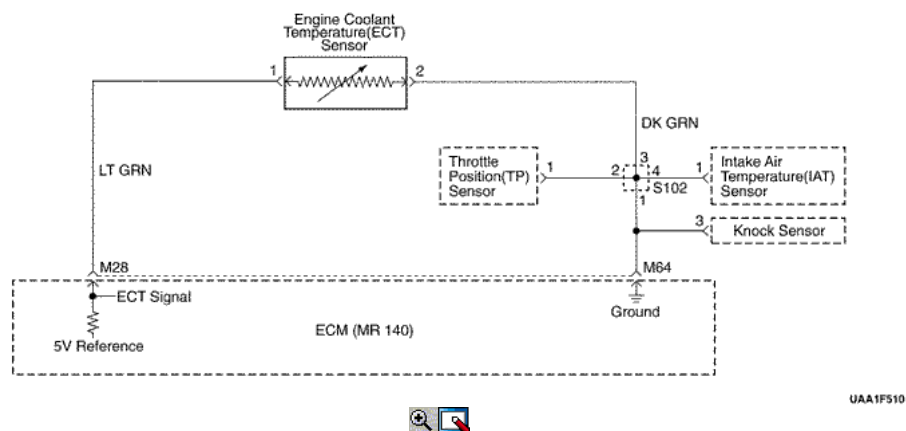 Engine Coolant
Temperature(ECT)
Sensor
1
2
DK GRN
LT GRN
Throttle
Position(TP)
Sensor
1
2
3
4
S102
1
1
Intake Air
Temperature(IAT)
Sensor
3
Knock Sensor
M28
M64
ECT Signal
Ground
5V Reference
ECM (MR 140)
UAA1F510